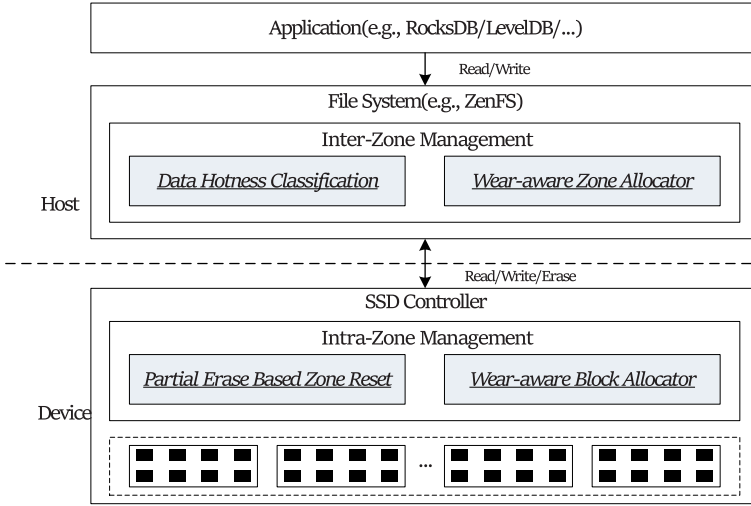 Application(e.g., RocksDB/LevelDB/...)
Read/Write
File System(e.g., ZenFS)
Inter-Zone Management
Data Hotness Classification
Wear-aware Zone Allocator
Host
Read/Write/Erase
SSD Controller
Intra-Zone Management
Partial Erase Based Zone Reset
Wear-aware Block Allocator
Device
...